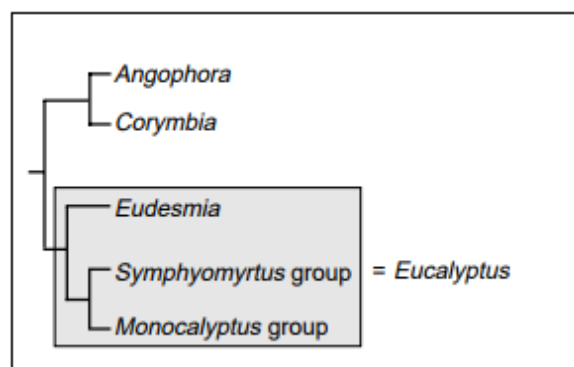 Angophora
Corymbia
Eudesmia
Symphyomyrtus group = Eucalyptus
Monocalyptus group